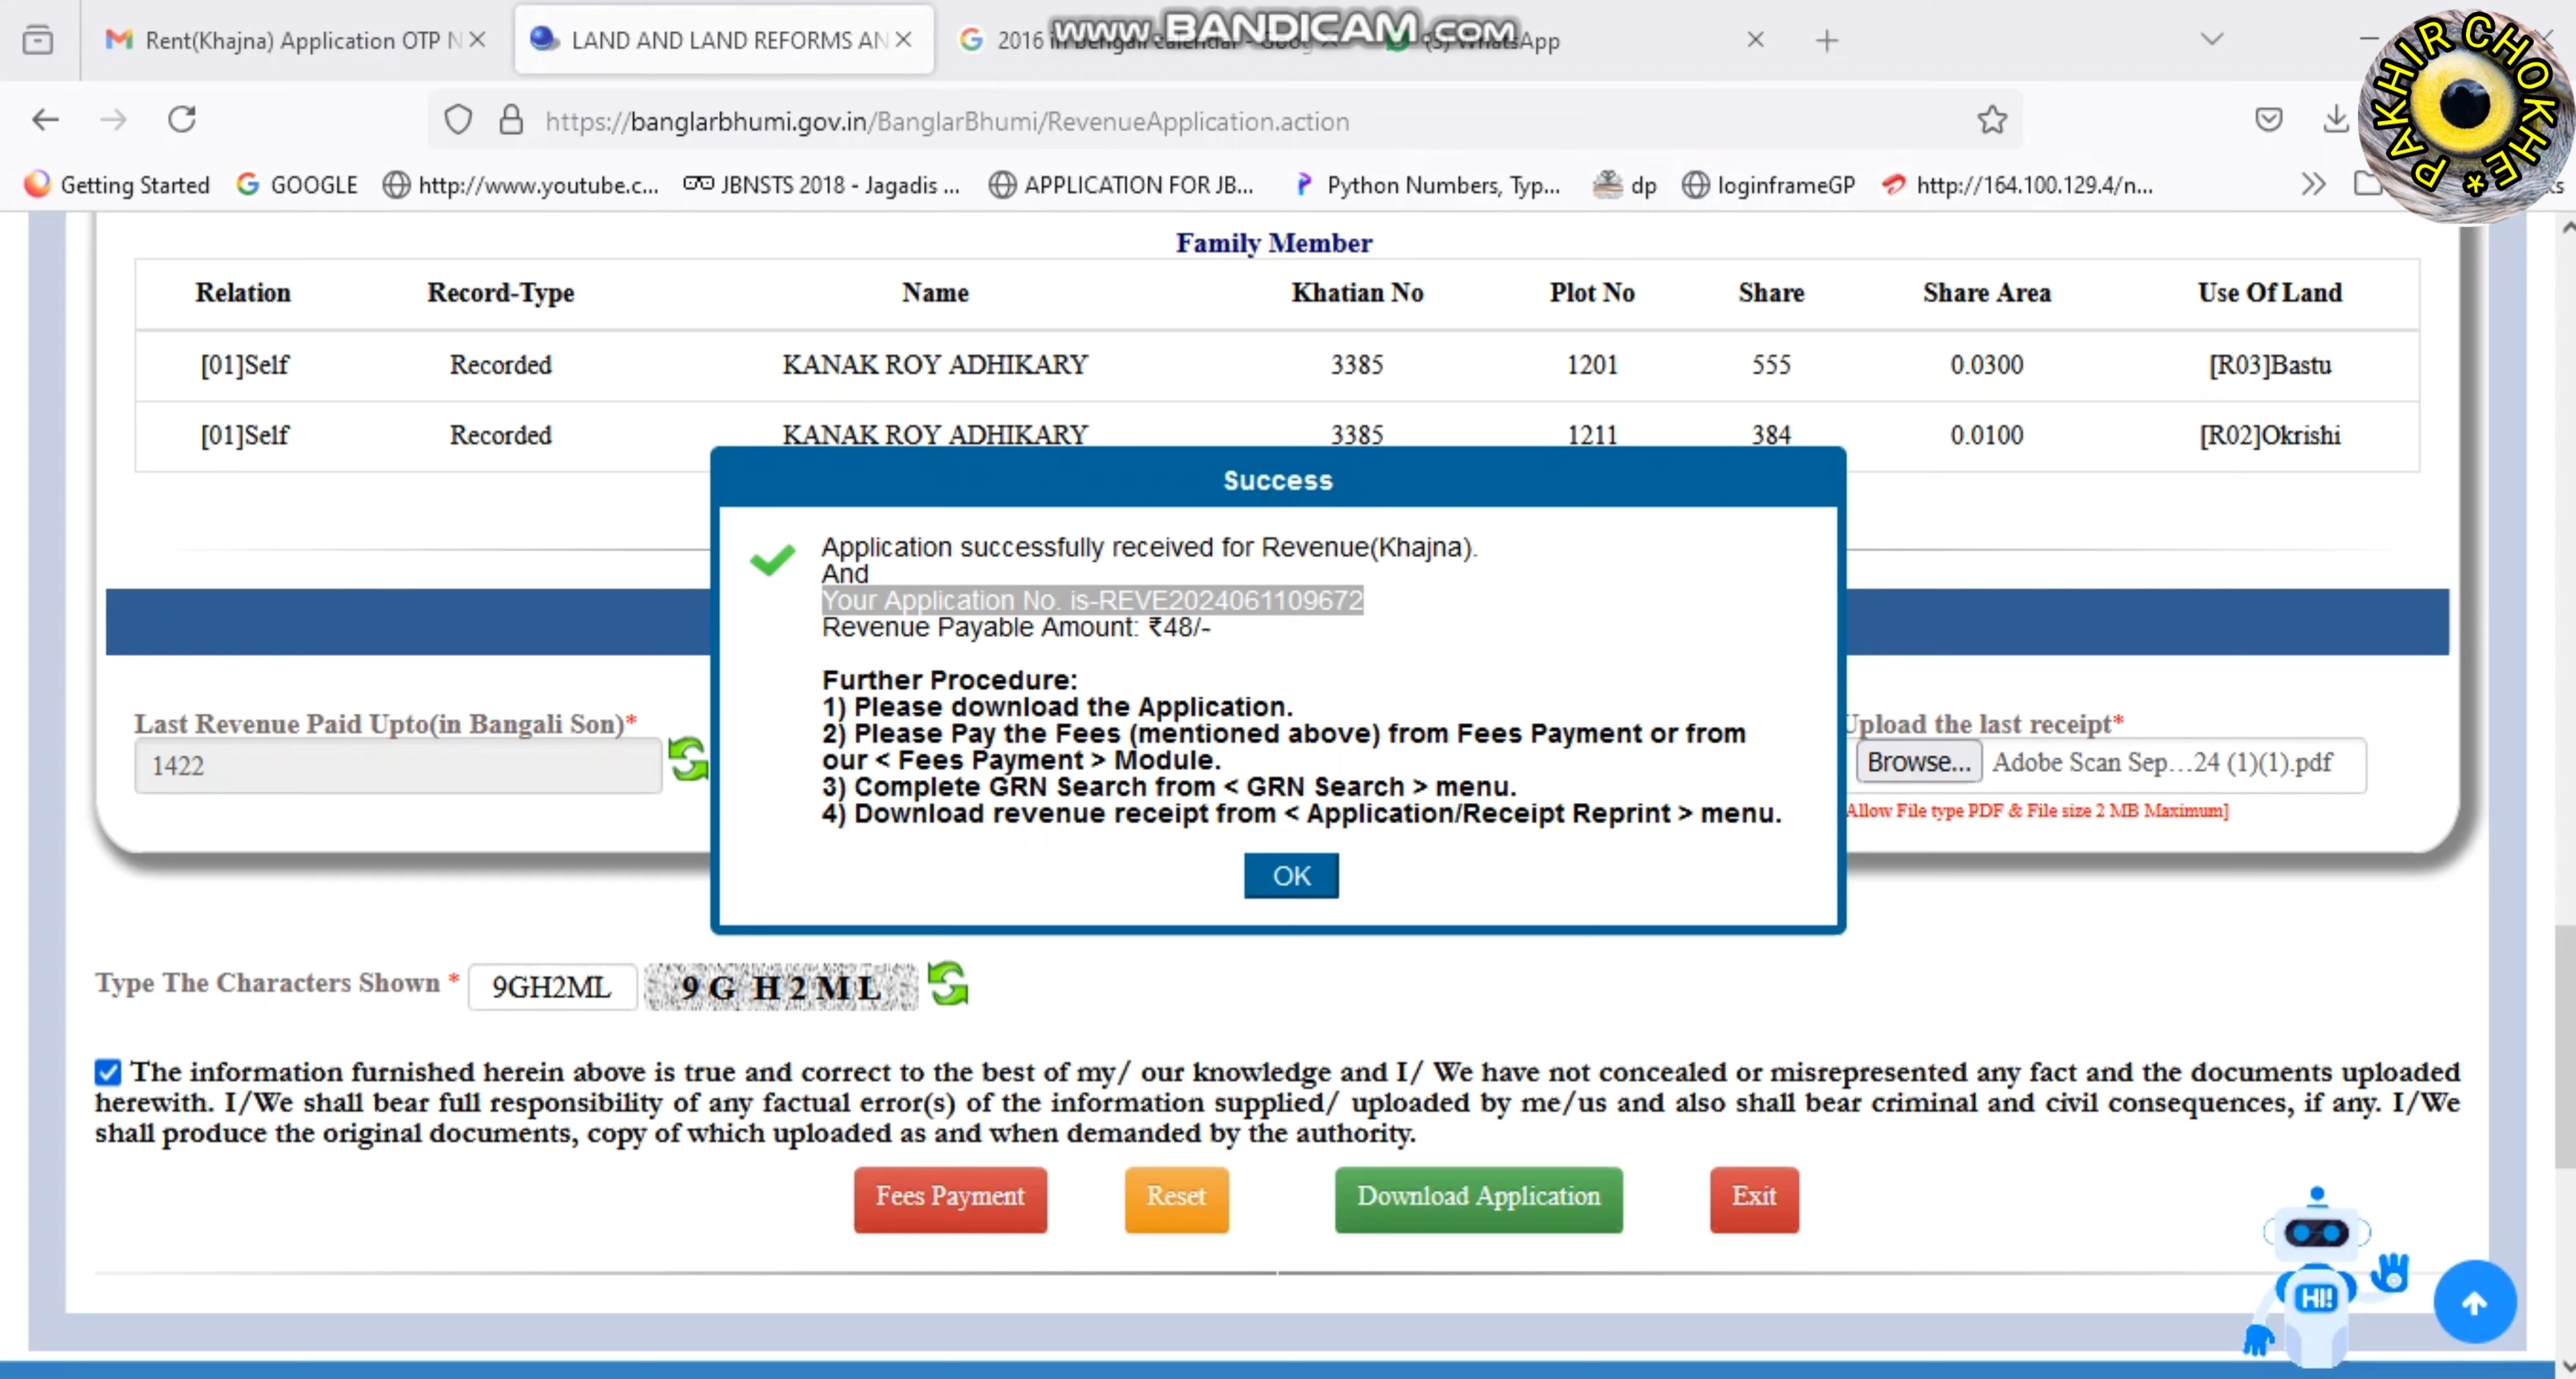 Rent(Khajna) Application OTP N
LAND AND LAND REFORMS AN
2016 in bengali calendar - Goog
(3) WhatsApp
www.BANDICAM.com
PAKHIR CHOKHE *
https://banglarbhumi.gov.in/BanglarBhumi/RevenueApplication.action
Getting Started
GOOGLE
http://www.youtube.c...
JBNSTS 2018 - Jagadis ...
APPLICATION FOR JB...
Python Numbers, Typ...
dp
loginframeGP
http://164.100.129.4/n...
Family Member
Relation Record-Type Name Khatian No Plot No Share Share Area Use Of Land
[01]Self Recorded KANAK ROY ADHIKARY 3385 1201 555 0.0300 [R03]Bastu
[01]Self Recorded KANAK ROY ADHIKARY 3385 1211 384 0.0100 [R02]Okrishi
Success
Application successfully received for Revenue(Khajna).
And
Your Application No. is-REVE2024061109672
Revenue Payable Amount: ₹48/-
Further Procedure:
1) Please download the Application.
2) Please Pay the Fees (mentioned above) from Fees Payment or from
our < Fees Payment > Module.
3) Complete GRN Search from < GRN Search > menu.
4) Download revenue receipt from < Application/Receipt Reprint > menu.
OK
Last Revenue Paid Upto(in Bangali Son)*
1422
Upload the last receipt*
Browse... Adobe Scan Sep...24 (1)(1).pdf
Allow File type PDF & File size 2 MB Maximum]
Type The Characters Shown * 9GH2ML 9 G H 2 M L
The information furnished herein above is true and correct to the best of my/ our knowledge and I/ We have not concealed or misrepresented any fact and the documents uploaded
herewith. I/We shall bear full responsibility of any factual error(s) of the information supplied/ uploaded by me/us and also shall bear criminal and civil consequences, if any. I/We
shall produce the original documents, copy of which uploaded as and when demanded by the authority.
Fees Payment
Reset
Download Application
Exit
HI!